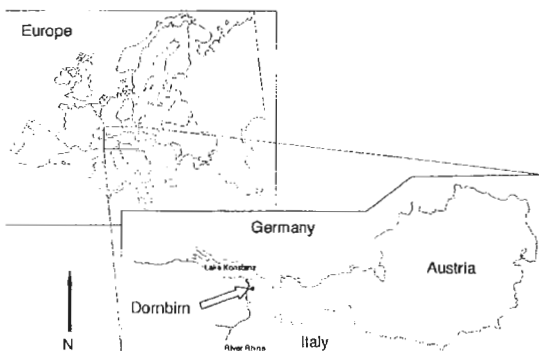 Europe
Germany
Lake Konstanz
Austria
Dornbirn
N
River Rhine
Italy